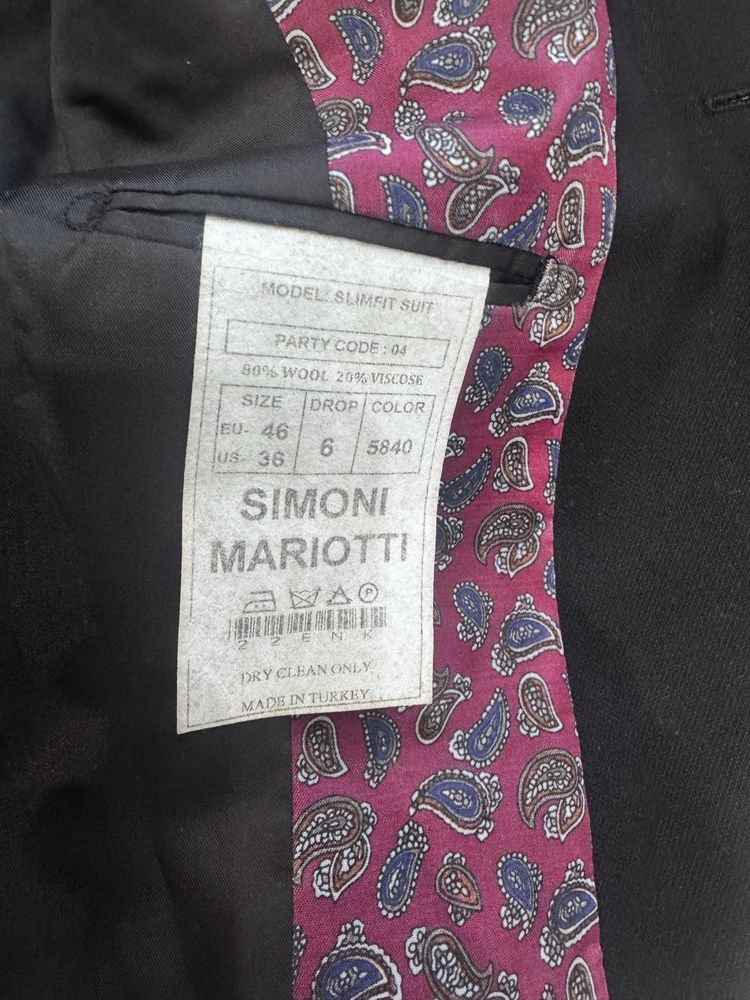 MODEL: SLIMFIT SUIT
PARTY CODE : 04
80% WOOL 20% VISCOSE
SIZE DROP COLOR
EU- 46 6 5840
US- 36
SIMONI
MARIOTTI
P
22ENK
DRY CLEAN ONLY
MADE IN TURKEY